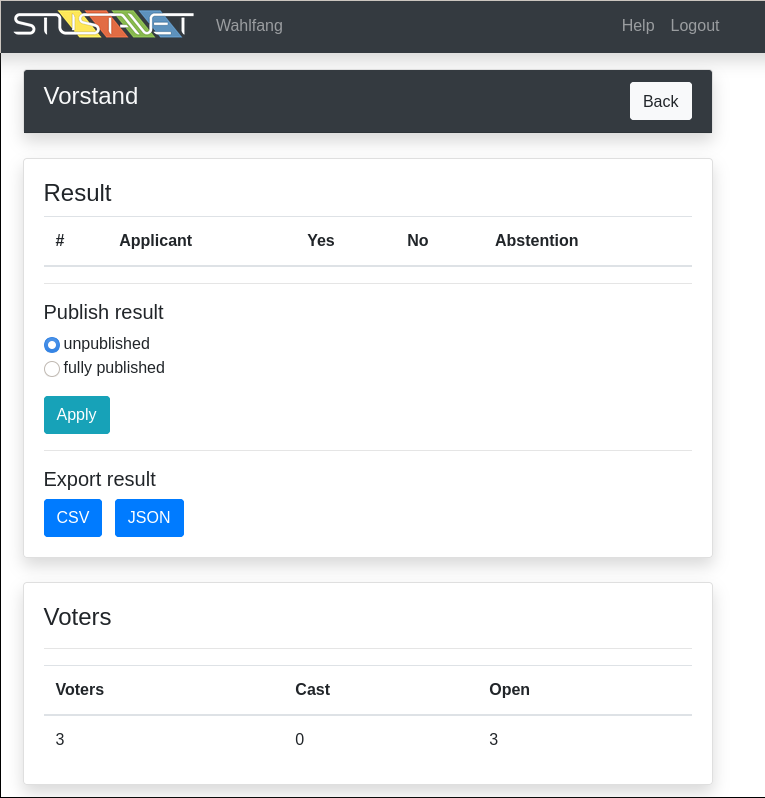 STUSTANET Wahlfang Help Logout
Vorstand Back
Result
# Applicant Yes No Abstention
Publish result
unpublished
fully published
Apply
Export result
CSV JSON
Voters
Voters Cast Open
3 0 3